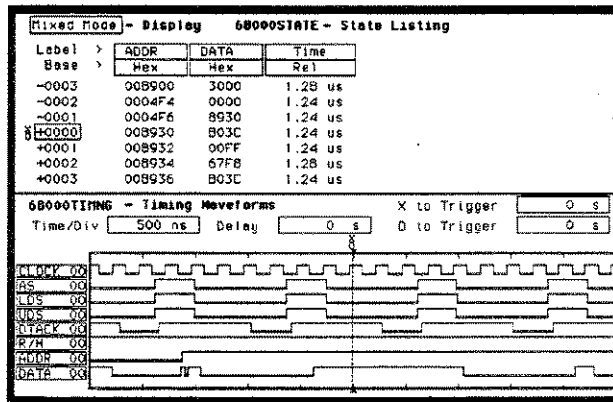 Mixed Mode - Display 68000STATE - State Listing
Label > ADDR DATA Time
Base > Hex Hex Rel
-0003 008900 3000 1.28 us
-0002 0004F4 0000 1.24 us
-0001 0004F6 8930 1.24 us
+0000 008930 B03C 1.24 us
+0001 008932 00FF 1.24 us
+0002 008934 67F8 1.28 us
+0003 008936 B03C 1.24 us
68000TIMNG - Timing Waveforms X to Trigger 0 s
Time/Div 500 ns Delay 0 s O to Trigger 0 s
CLOCK 00
AS 00
LDS 00
UDS 00
DTACK 00
R/W 00
ADDR 00
DATA 00